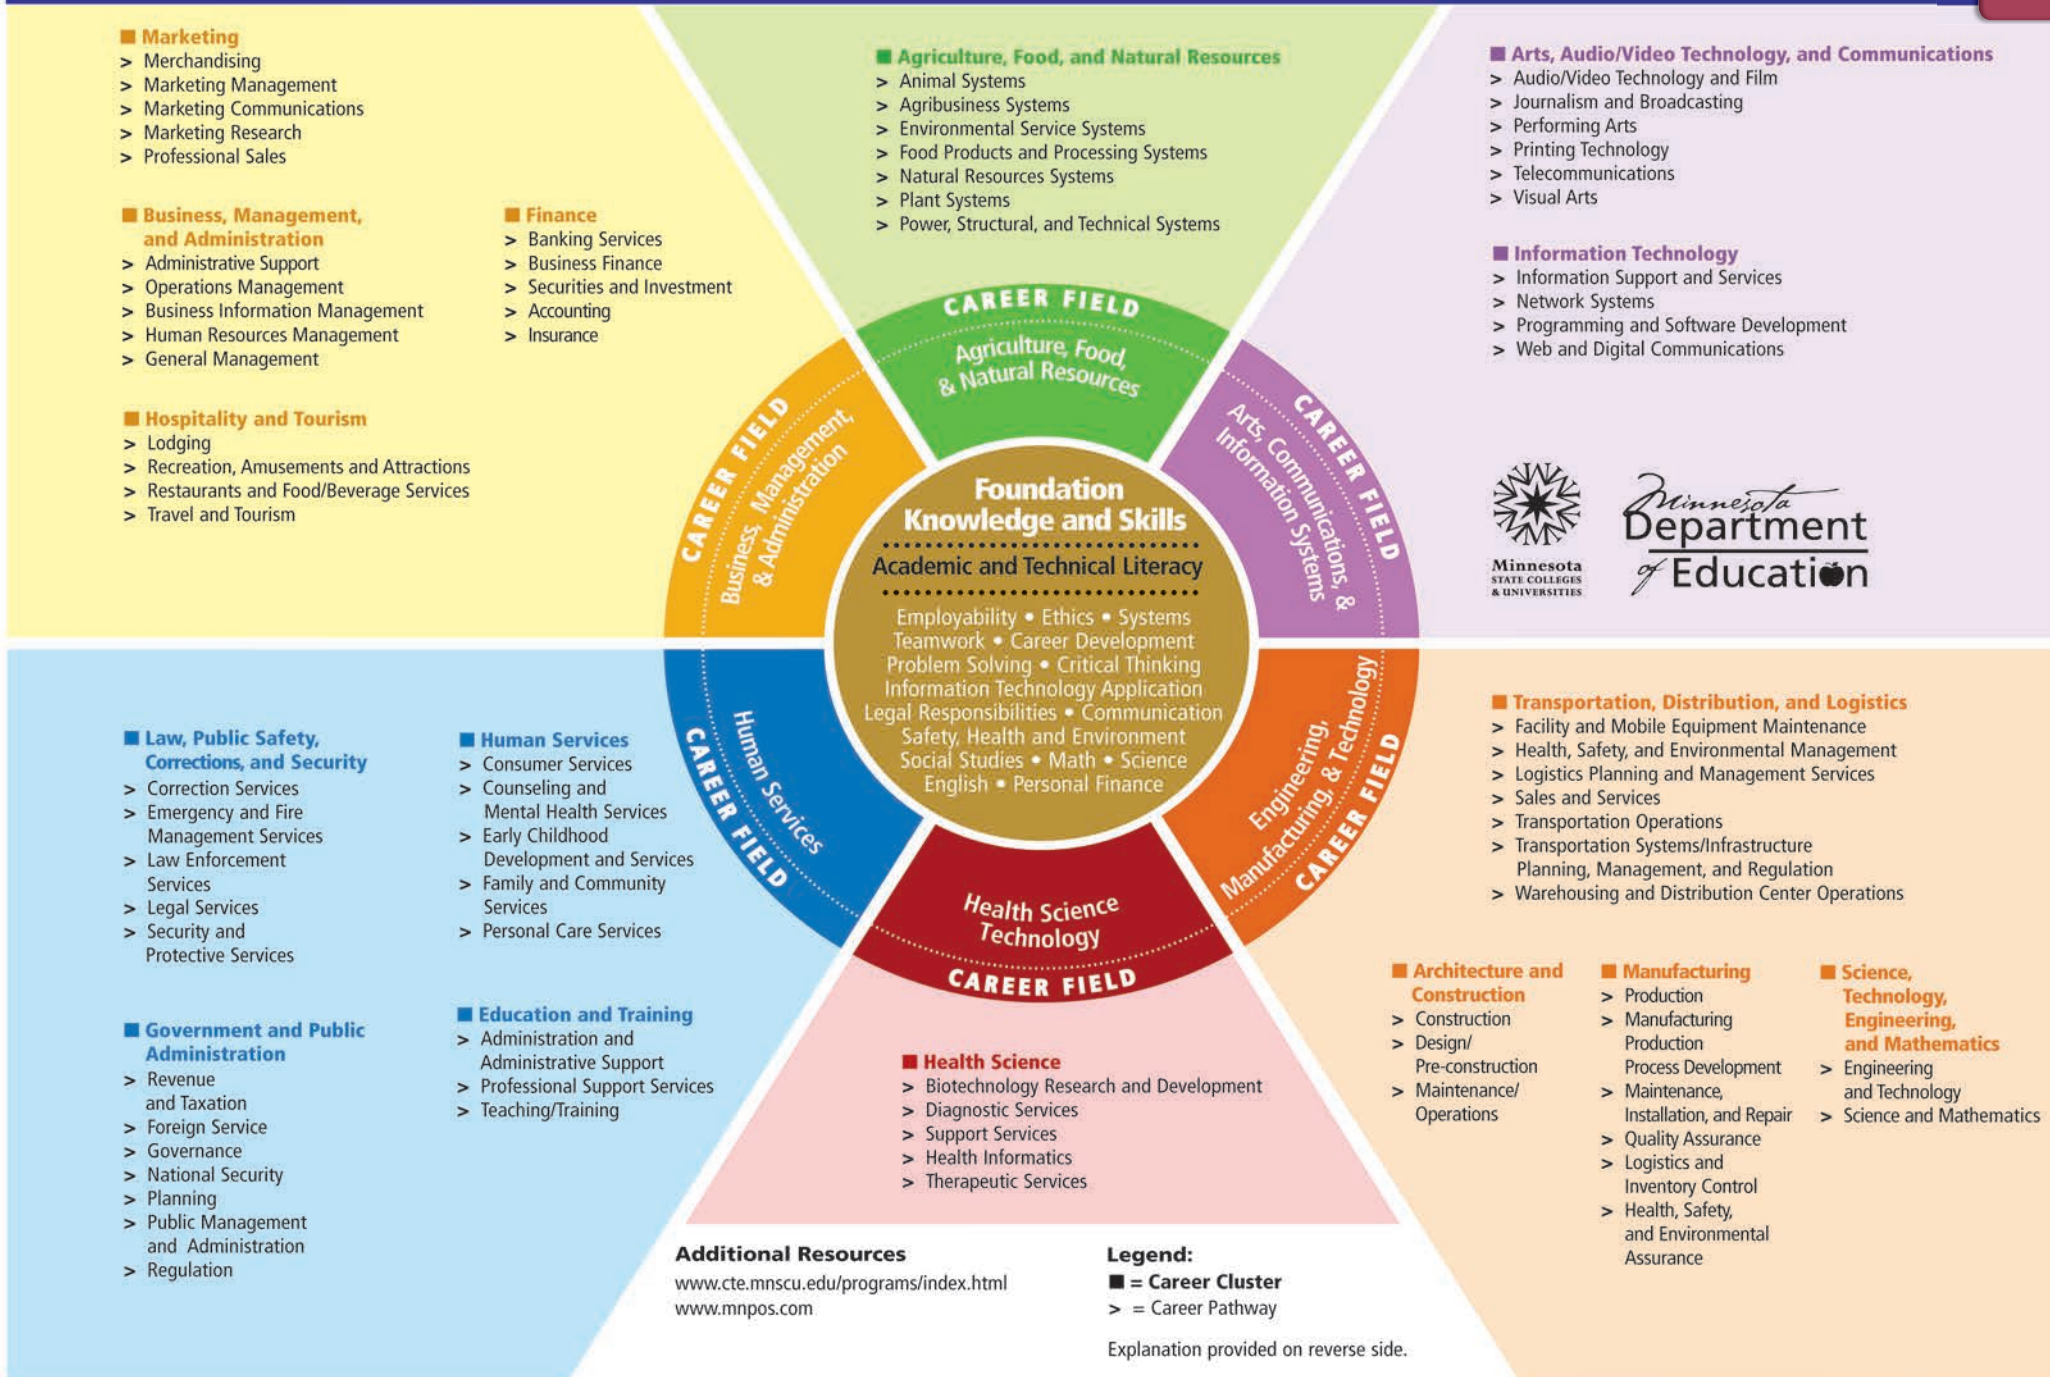 ■ Marketing
> Merchandising
> Marketing Management
> Marketing Communications
> Marketing Research
> Professional Sales
■ Business, Management,
and Administration
> Administrative Support
> Operations Management
> Business Information Management
> Human Resources Management
> General Management
■ Finance
> Banking Services
> Business Finance
> Securities and Investment
> Accounting
> Insurance
■ Hospitality and Tourism
> Lodging
> Recreation, Amusements and Attractions
> Restaurants and Food/Beverage Services
> Travel and Tourism
■ Agriculture, Food, and Natural Resources
> Animal Systems
> Agribusiness Systems
> Environmental Service Systems
> Food Products and Processing Systems
> Natural Resources Systems
> Plant Systems
> Power, Structural, and Technical Systems
■ Arts, Audio/Video Technology, and Communications
> Audio/Video Technology and Film
> Journalism and Broadcasting
> Performing Arts
> Printing Technology
> Telecommunications
> Visual Arts
■ Information Technology
> Information Support and Services
> Network Systems
> Programming and Software Development
> Web and Digital Communications
Minnesota
STATE COLLEGES
& UNIVERSITIES
Minnesota
Department
of Education
CAREER FIELD
Business, Management,
& Administration
CAREER FIELD
Agriculture, Food,
& Natural Resources
CAREER FIELD
Arts, Communications, &
Information Systems
Foundation
Knowledge and Skills
Academic and Technical Literacy
Employability • Ethics • Systems
Teamwork • Career Development
Problem Solving • Critical Thinking
Information Technology Application
Legal Responsibilities • Communication
Safety, Health and Environment
Social Studies • Math • Science
English • Personal Finance
Human Services
CAREER FIELD
Health Science
Technology
CAREER FIELD
Engineering,
Manufacturing, & Technology
CAREER FIELD
■ Law, Public Safety,
Corrections, and Security
> Correction Services
> Emergency and Fire
Management Services
> Law Enforcement
Services
> Legal Services
> Security and
Protective Services
■ Human Services
> Consumer Services
> Counseling and
Mental Health Services
> Early Childhood
Development and Services
> Family and Community
Services
> Personal Care Services
■ Government and Public
Administration
> Revenue
and Taxation
> Foreign Service
> Governance
> National Security
> Planning
> Public Management
and Administration
> Regulation
■ Education and Training
> Administration and
Administrative Support
> Professional Support Services
> Teaching/Training
■ Health Science
> Biotechnology Research and Development
> Diagnostic Services
> Support Services
> Health Informatics
> Therapeutic Services
■ Transportation, Distribution, and Logistics
> Facility and Mobile Equipment Maintenance
> Health, Safety, and Environmental Management
> Logistics Planning and Management Services
> Sales and Services
> Transportation Operations
> Transportation Systems/Infrastructure
Planning, Management, and Regulation
> Warehousing and Distribution Center Operations
■ Architecture and
Construction
> Construction
> Design/
Pre-construction
> Maintenance/
Operations
■ Manufacturing
> Production
> Manufacturing
Production
Process Development
> Maintenance,
Installation, and Repair
> Quality Assurance
> Logistics and
Inventory Control
> Health, Safety,
and Environmental
Assurance
■ Science,
Technology,
Engineering,
and Mathematics
> Engineering
and Technology
> Science and Mathematics
Additional Resources
www.cte.mnscu.edu/programs/index.html
www.mnpos.com
Legend:
■ = Career Cluster
> = Career Pathway
Explanation provided on reverse side.